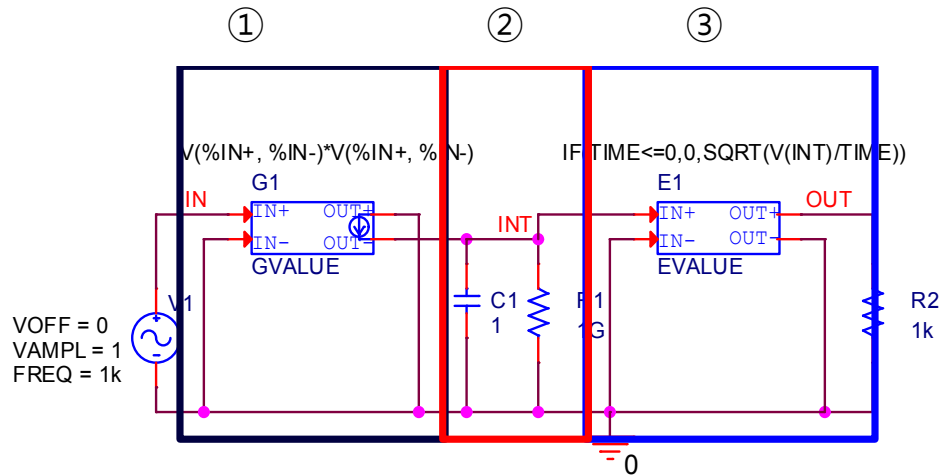 ① ② ③
V(%IN+, %IN-)*V(%IN+, %IN-)
IF(TIME<=0,0,SQRT(V(INT)/TIME))
G1
E1
IN
OUT
IN+ OUT+
IN- OUT-
GVALUE
INT
IN+ OUT+
IN- OUT-
EVALUE
V1
VOFF = 0
VAMPL = 1
FREQ = 1k
C1
1
R1
1G
R2
1k
0